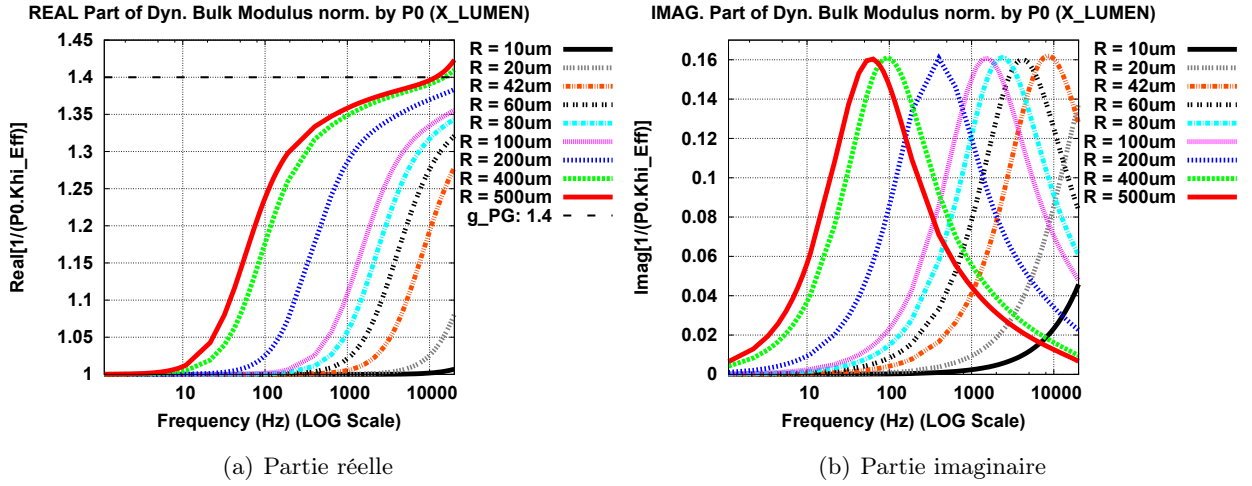 REAL Part of Dyn. Bulk Modulus norm. by P0 (X_LUMEN)
Real[1/(P0.Khi_Eff)]
1.45
1.4
1.35
1.3
1.25
1.2
1.15
1.1
1.05
1
10
100
1000
10000
Frequency (Hz) (LOG Scale)
R = 10um
R = 20um
R = 42um
R = 60um
R = 80um
R = 100um
R = 200um
R = 400um
R = 500um
g_PG: 1.4
(a) Partie réelle
IMAG. Part of Dyn. Bulk Modulus norm. by P0 (X_LUMEN)
Imag[1/(P0.Khi_Eff)]
0.16
0.14
0.12
0.1
0.08
0.06
0.04
0.02
0
10
100
1000
10000
Frequency (Hz) (LOG Scale)
R = 10um
R = 20um
R = 42um
R = 60um
R = 80um
R = 100um
R = 200um
R = 400um
R = 500um
(b) Partie imaginaire